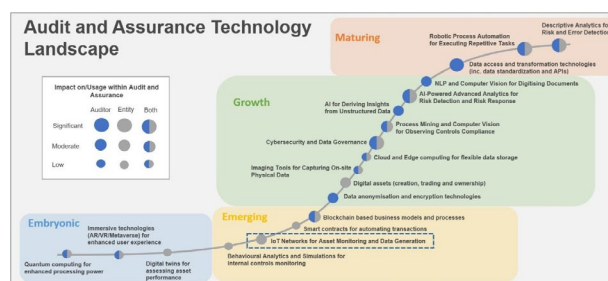 Audit and Assurance Technology
Landscape
Maturing
Robotic Process Automation
for Executing Repetitive Tasks
Descriptive Analytics for
Risk and Error Detection
Data access and transformation technologies
(inc. data standardization and APIs)
Impact on/Usage within Audit and
Assurance
Auditor Entity Both
Significant
Moderate
Low
Growth
NLP and Computer Vision for Digitising Documents
AI-Powered Advanced Analytics for
Risk Detection and Risk Response
AI for Deriving Insights
from Unstructured Data
Process Mining and Computer Vision
for Observing Controls Compliance
Cybersecurity and Data Governance
Cloud and Edge computing for flexible data storage
Imaging Tools for Capturing On-site
Physical Data
Digital assets (creation, trading and ownership)
Data anonymisation and encryption technologies
Embryonic
Emerging
Blockchain based business models and processes
Smart contracts for automating transactions
IoT Networks for Asset Monitoring and Data Generation
Immersive technologies
(AR/VR/Metaverse) for
enhanced user experience
Quantum computing for
enhanced processing power
Digital twins for
assessing asset
performance
Behavioural Analytics and Simulations for
internal controls monitoring